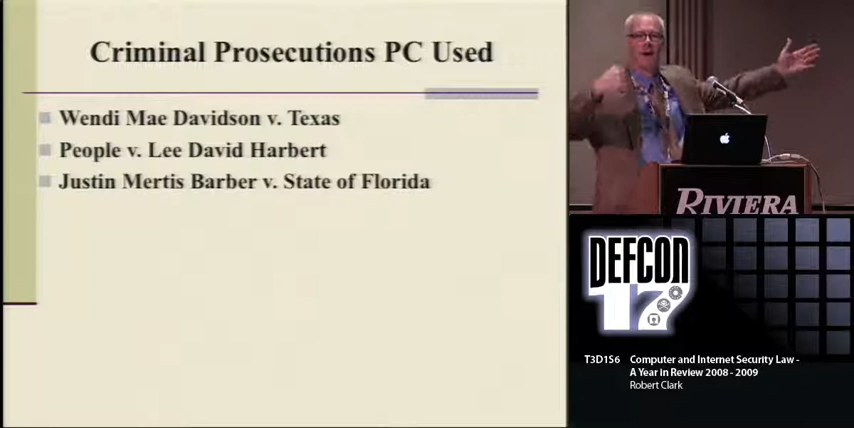 Criminal Prosecutions PC Used
Wendi Mae Davidson v. Texas
People v. Lee David Harbert
Justin Mertis Barber v. State of Florida
RIVIERA
DEFCON
17
T3D1S6 Computer and Internet Security Law -
A Year in Review 2008 - 2009
Robert Clark